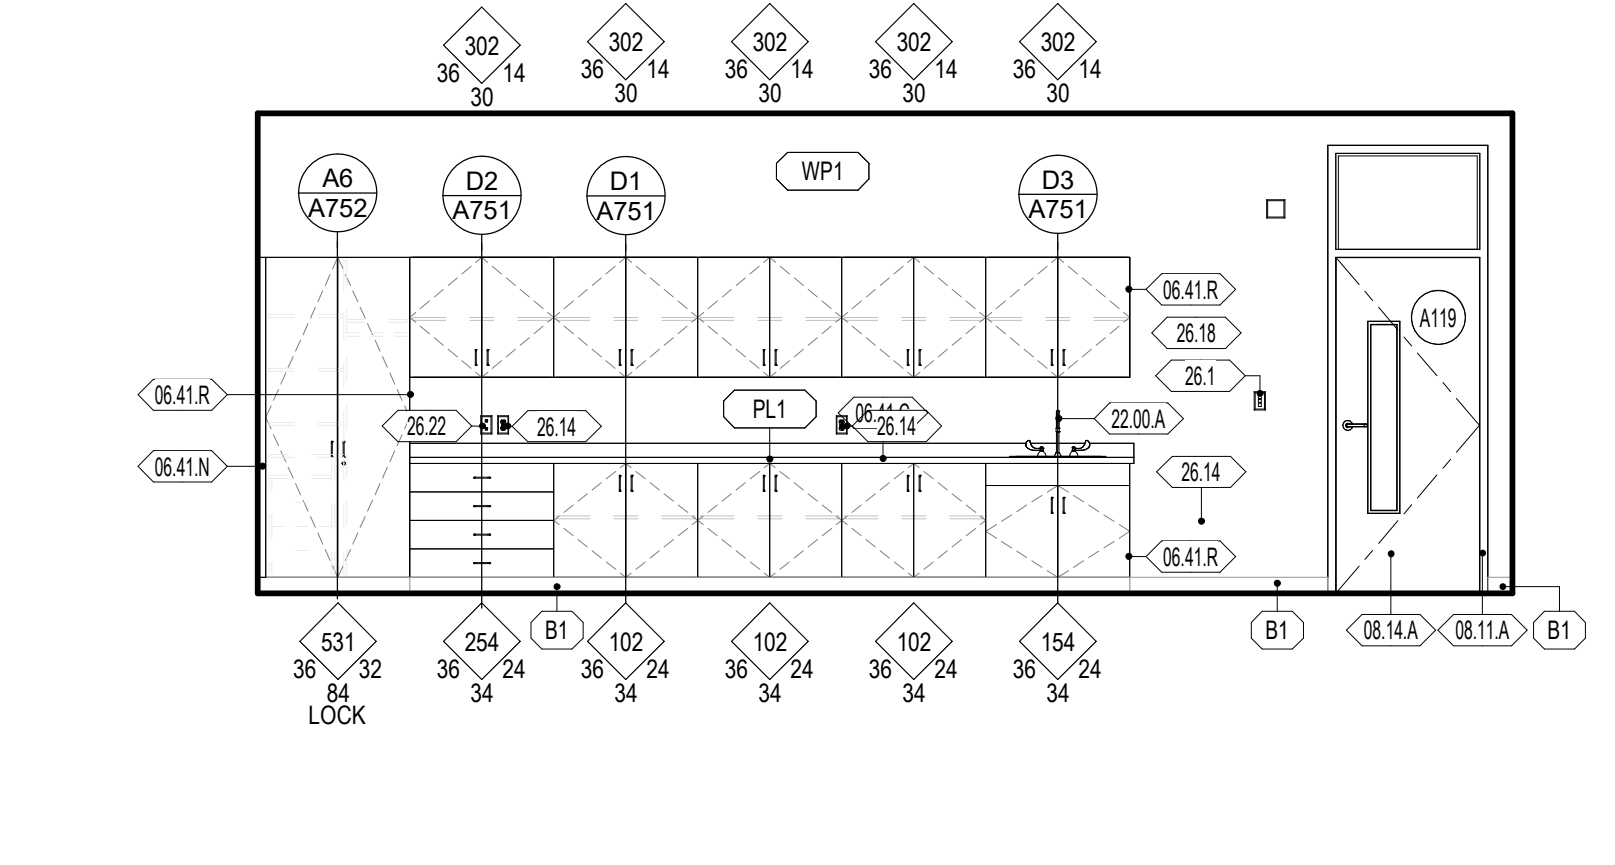 302
36 14
30
302
36 14
30
302
36 14
30
302
36 14
30
302
36 14
30
A6
A752
D2
A751
D1
A751
WP1
D3
A751
06.41.R
A119
26.18
26.1
06.41.R
PL1
26.22
26.14
26.14
22.00.A
06.41.N
26.14
06.41.R
B1
B1
08.14.A
08.11.A
B1
531
36 32
84
LOCK
254
36 24
34
102
36 24
34
102
36 24
34
102
36 24
34
154
36 24
34